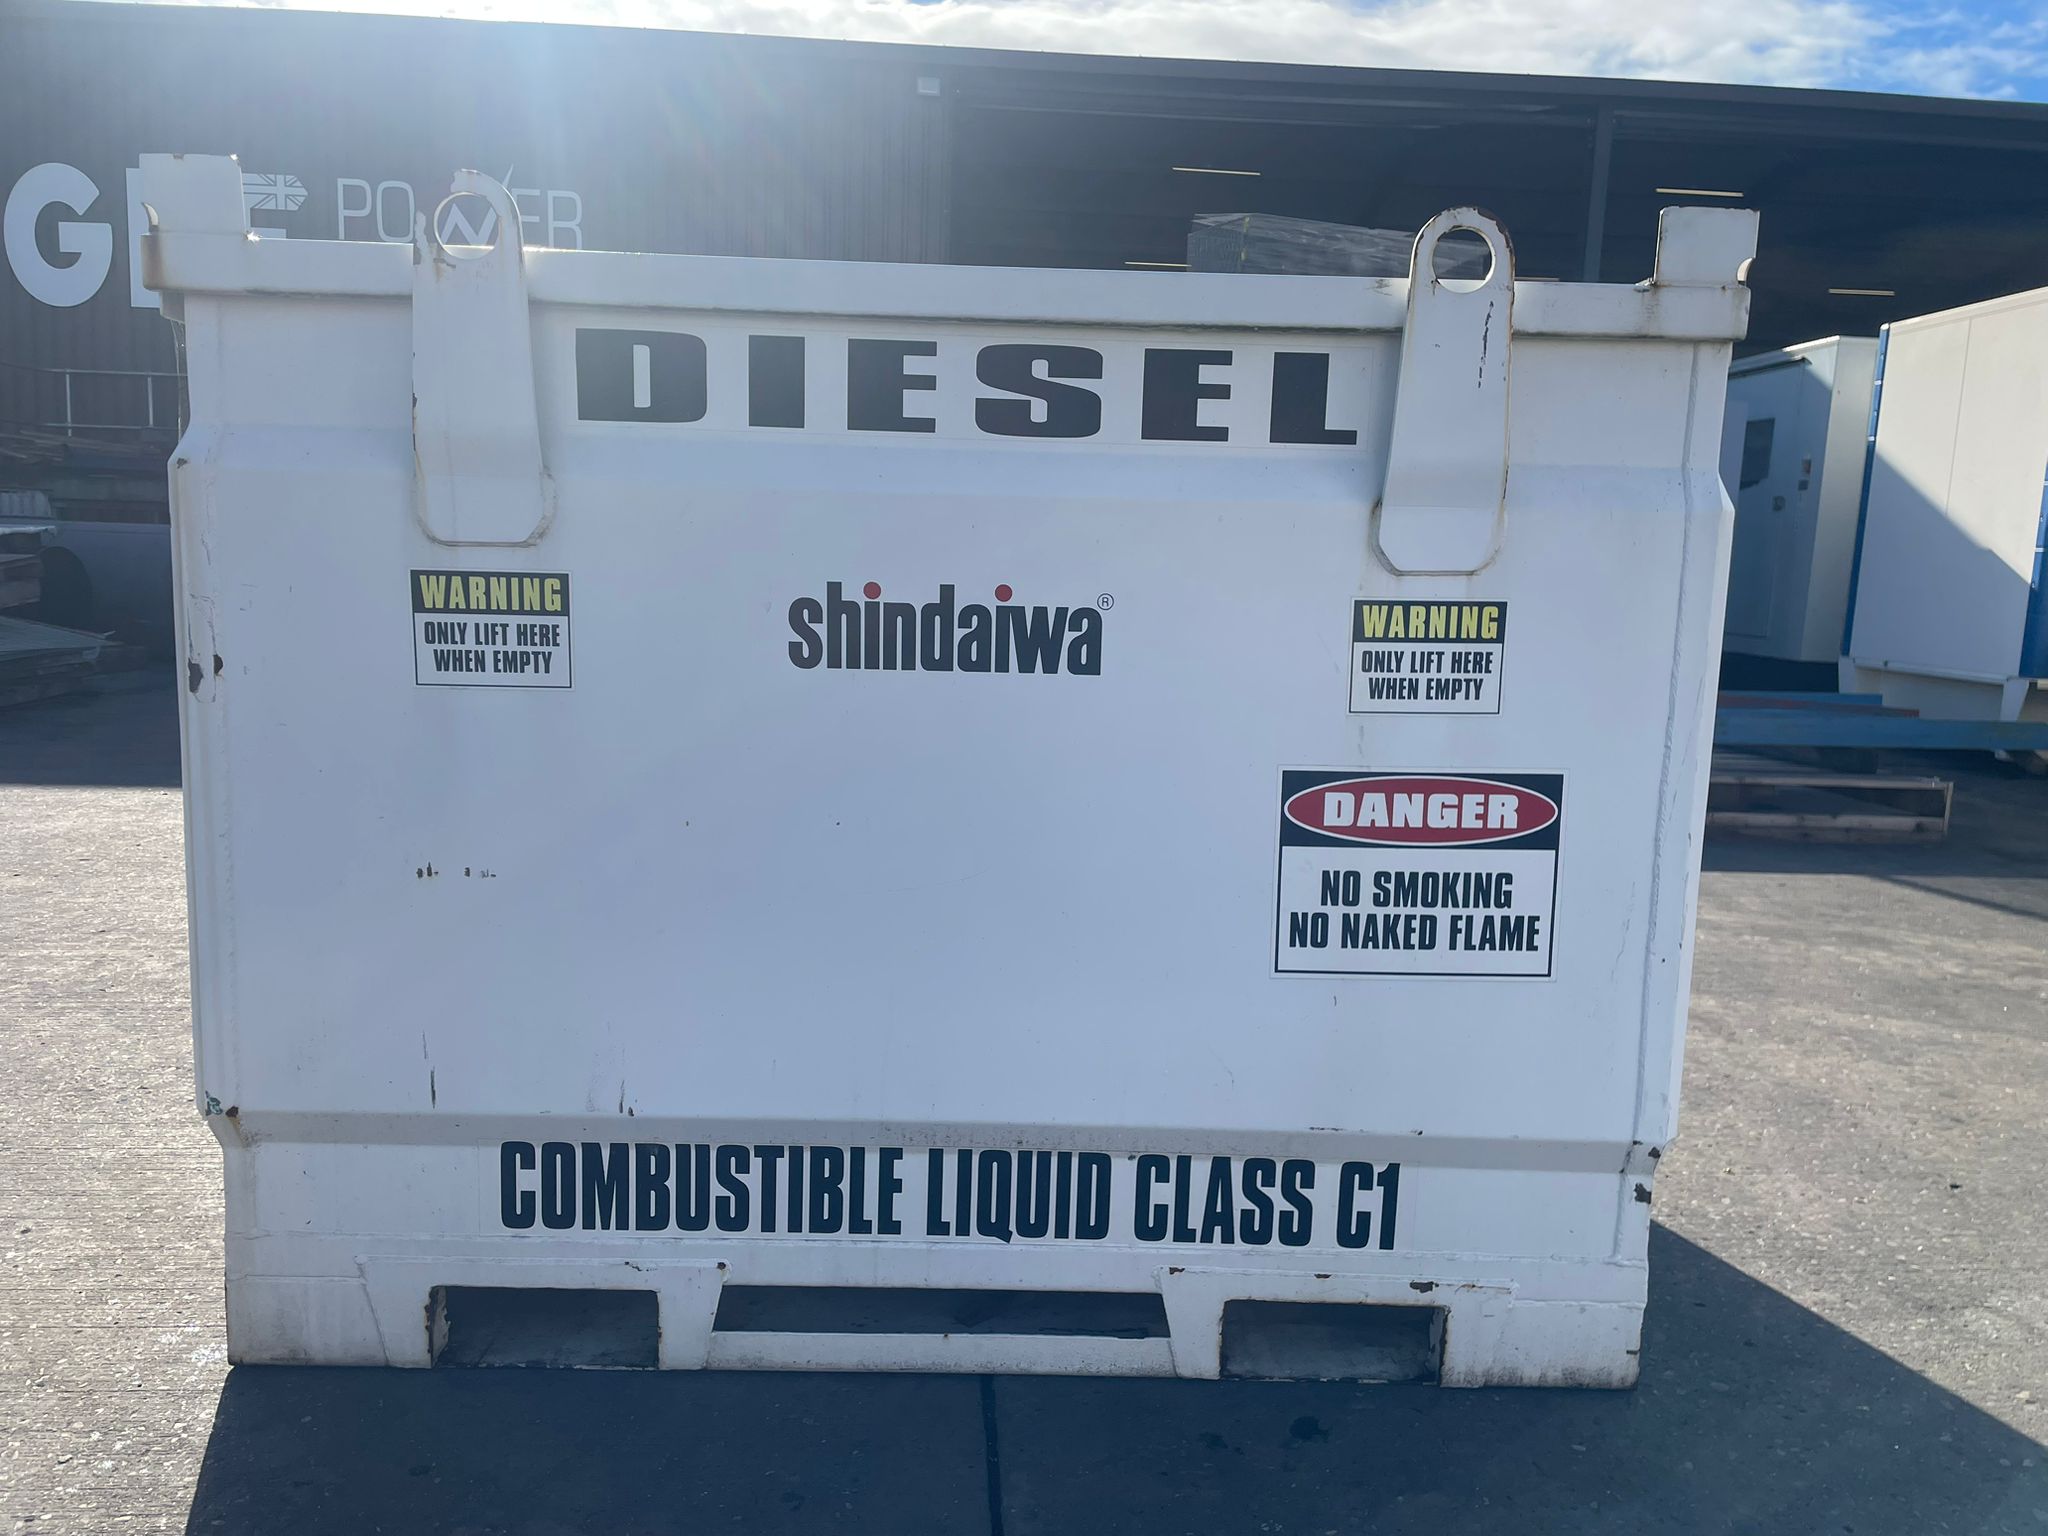 POWER
DIESEL
WARNING
ONLY LIFT HERE
WHEN EMPTY
shindaiwa®
WARNING
ONLY LIFT HERE
WHEN EMPTY
DANGER
NO SMOKING
NO NAKED FLAME
COMBUSTIBLE LIQUID CLASS C1